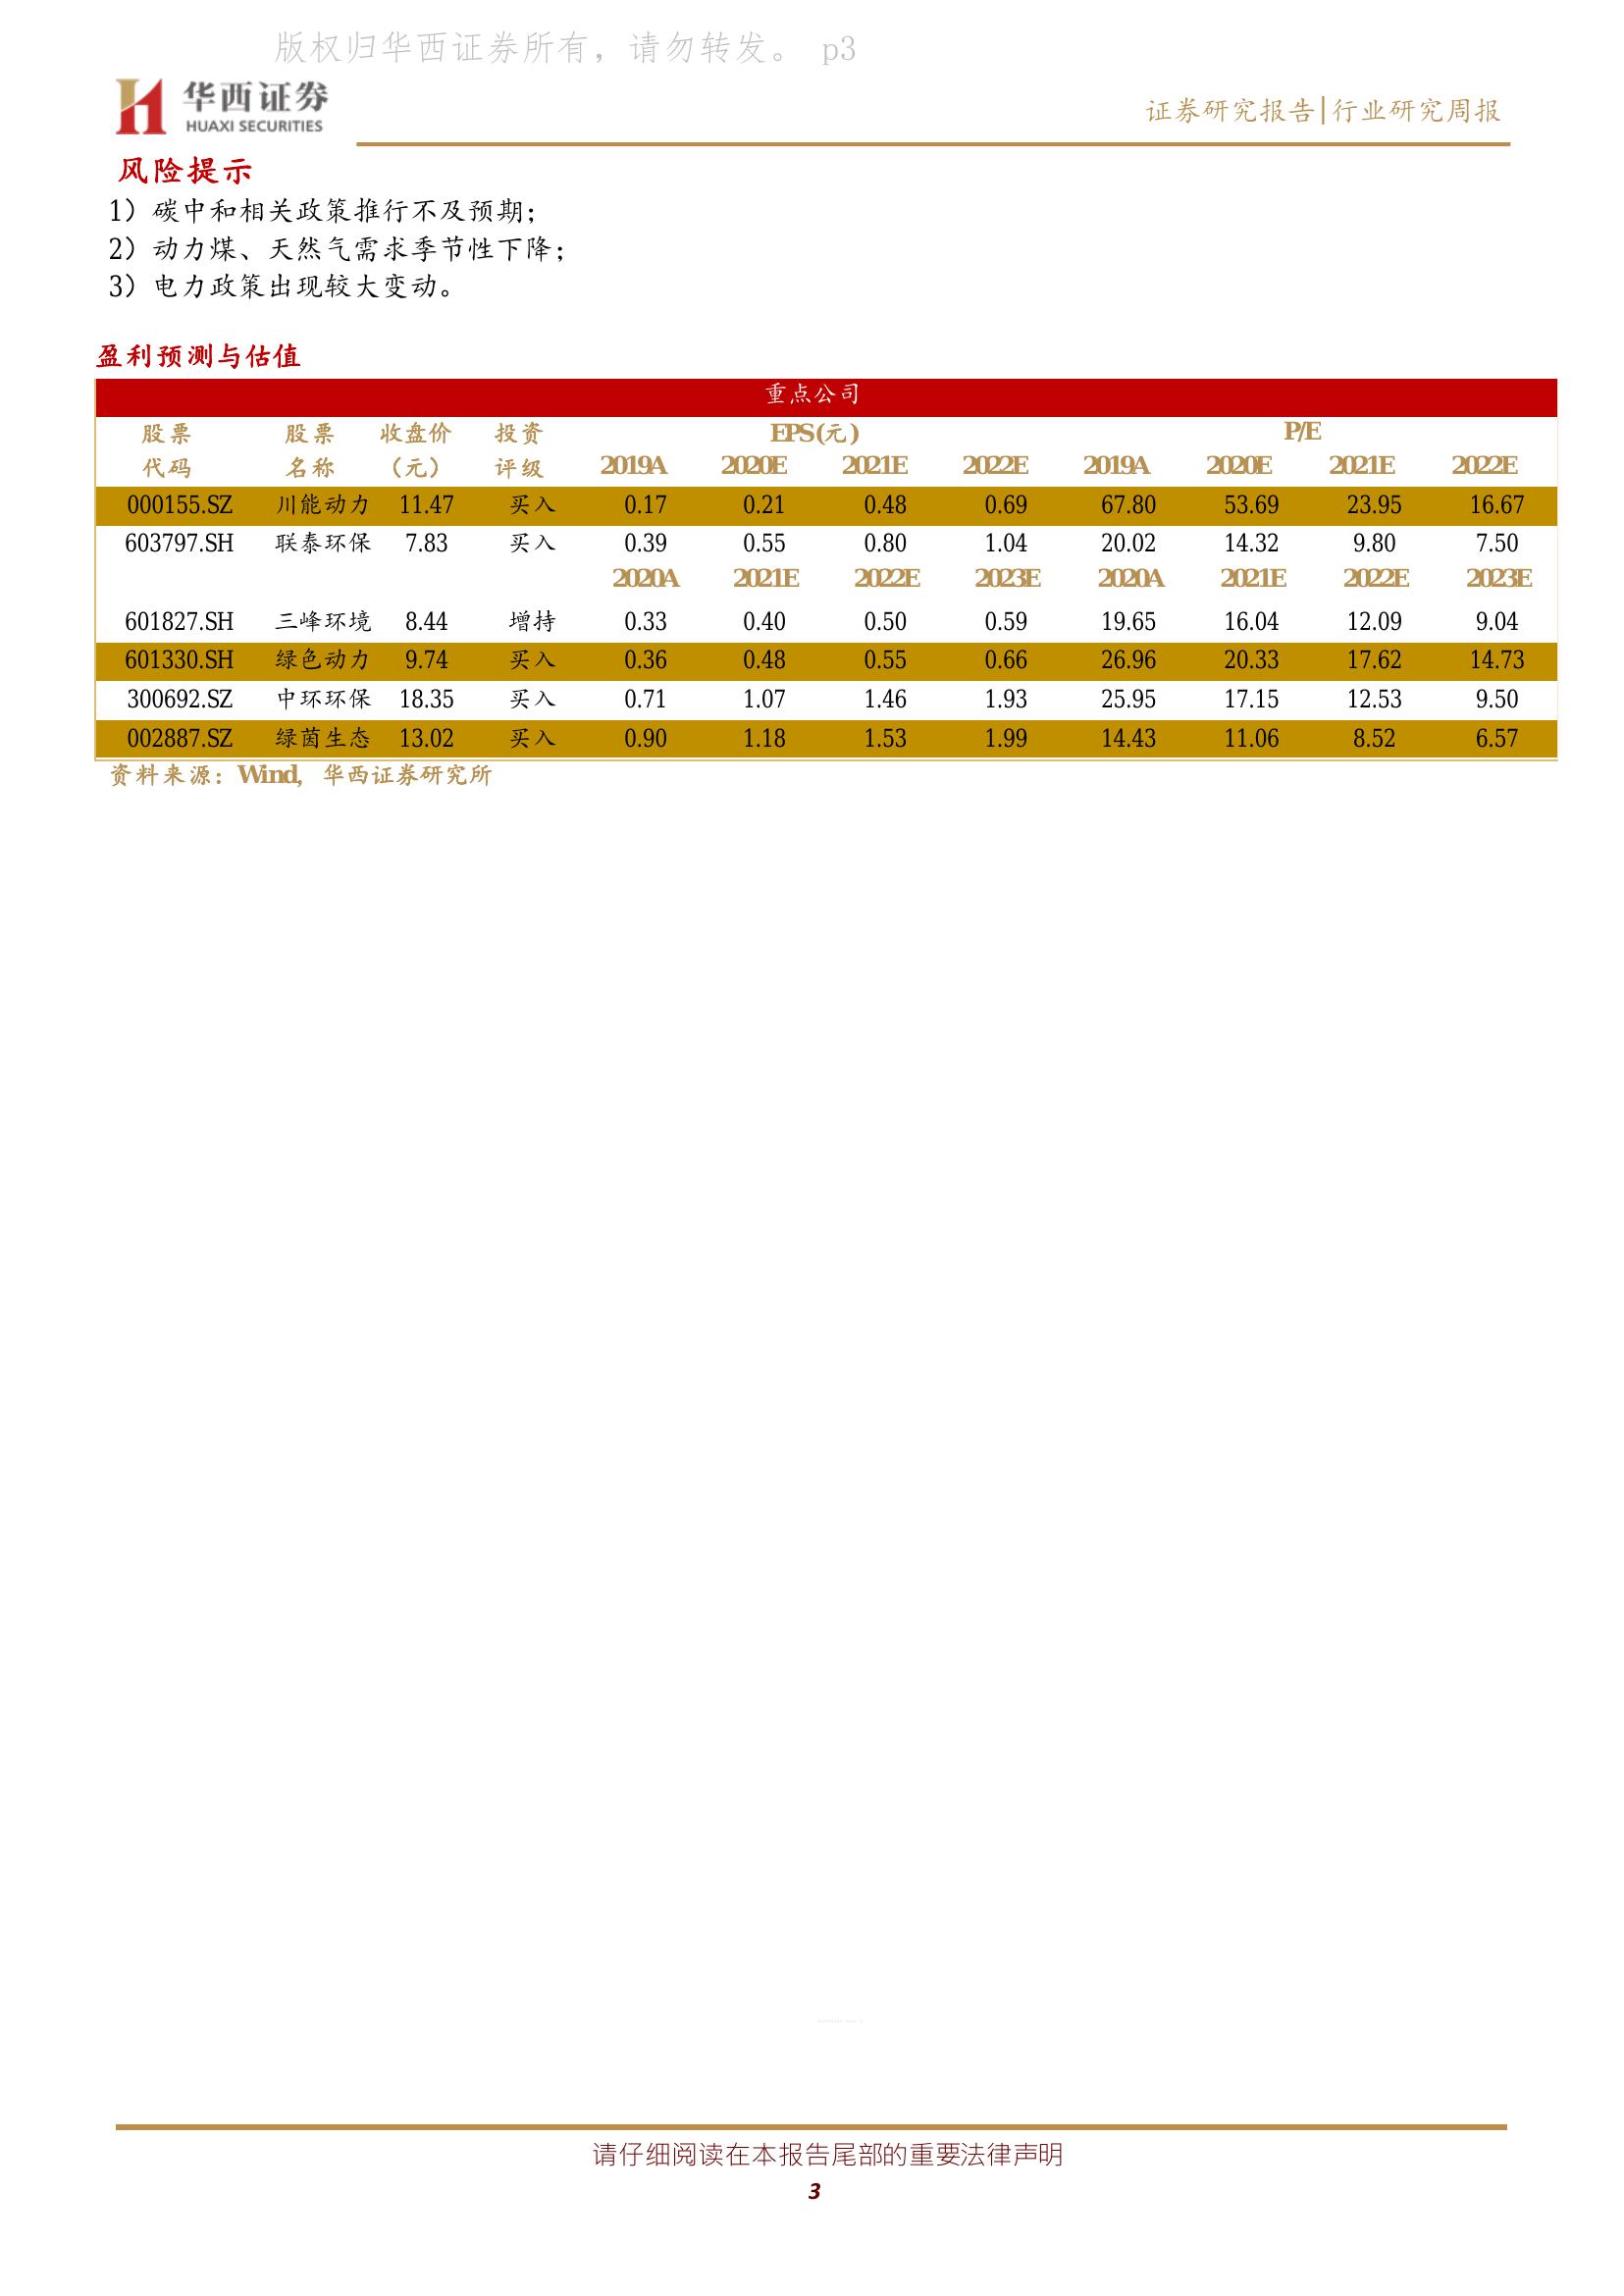 版权归华西证券所有，请勿转发。 p3
华西证券
HUAXI SECURITIES
证券研究报告|行业研究周报
风险提示
1）碳中和相关政策推行不及预期；
2）动力煤、天然气需求季节性下降；
3）电力政策出现较大变动。
盈利预测与估值
重点公司
股票 股票 收盘价 投资 EPS(元) P/E
代码 名称 （元） 评级 2019A 2020E 2021E 2022E 2019A 2020E 2021E 2022E
000155.SZ 川能动力 11.47 买入 0.17 0.21 0.48 0.69 67.80 53.69 23.95 16.67
603797.SH 联泰环保 7.83 买入 0.39 0.55 0.80 1.04 20.02 14.32 9.80 7.50
2020A 2021E 2022E 2023E 2020A 2021E 2022E 2023E
601827.SH 三峰环境 8.44 增持 0.33 0.40 0.50 0.59 19.65 16.04 12.09 9.04
601330.SH 绿色动力 9.74 买入 0.36 0.48 0.55 0.66 26.96 20.33 17.62 14.73
300692.SZ 中环环保 18.35 买入 0.71 1.07 1.46 1.93 25.95 17.15 12.53 9.50
002887.SZ 绿茵生态 13.02 买入 0.90 1.18 1.53 1.99 14.43 11.06 8.52 6.57
资料来源：Wind，华西证券研究所
请仔细阅读在本报告尾部的重要法律声明
3